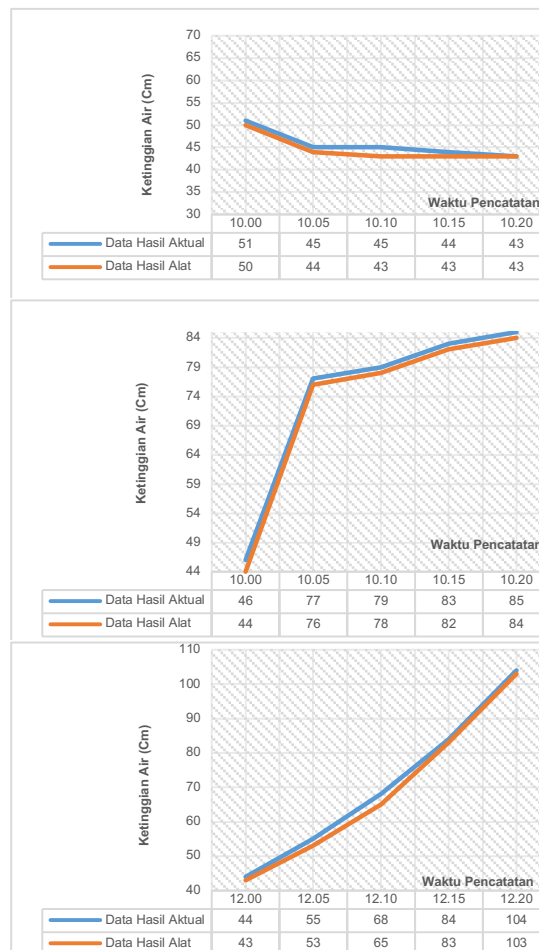 70
65
60
55
50
45
40
35
30
Ketinggian Air (Cm)
Waktu Pencatatan
10.00 10.05 10.10 10.15 10.20
Data Hasil Aktual 51 45 45 44 43
Data Hasil Alat 50 44 43 43 43
84
79
74
69
64
59
54
49
44
Ketinggian Air (Cm)
Waktu Pencatatan
10.00 10.05 10.10 10.15 10.20
Data Hasil Aktual 46 77 79 83 85
Data Hasil Alat 44 76 78 82 84
110
100
90
80
70
60
50
40
Ketinggian Air (Cm)
Waktu Pencatatan
12.00 12.05 12.10 12.15 12.20
Data Hasil Aktual 44 55 68 84 104
Data Hasil Alat 43 53 65 83 103